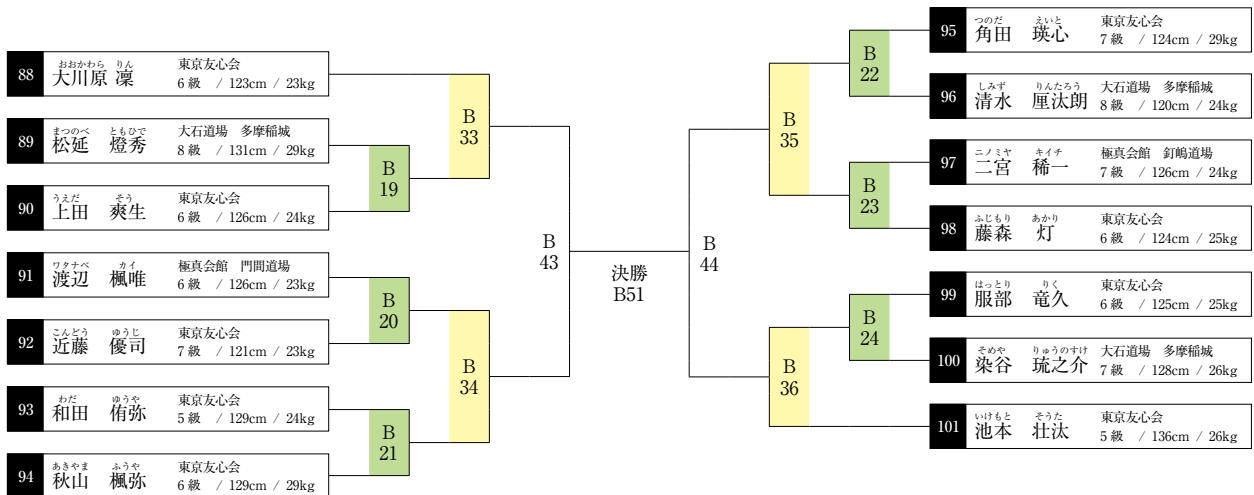 88
おおかわら りん
大川原 凜
東京友心会
6 級 / 123cm / 23kg
89
まつのべ ともひで
松延 燈秀
大石道場 多摩稲城
8 級 / 131cm / 29kg
90
うえだ そう
上田 爽生
東京友心会
6 級 / 126cm / 24kg
91
ワタナベ カイ
渡辺 楓唯
極真会館 門間道場
6 級 / 126cm / 23kg
92
こんどう ゆうじ
近藤 優司
東京友心会
7 級 / 121cm / 23kg
93
わだ ゆうや
和田 侑弥
東京友心会
5 級 / 129cm / 24kg
94
あきやま ふうや
秋山 楓弥
東京友心会
6 級 / 129cm / 29kg
B
19
B
20
B
21
B
33
B
34
B
43
決勝
B51
B
44
B
35
B
36
B
22
B
23
B
24
95
つのだ えいと
角田 瑛心
東京友心会
7 級 / 124cm / 29kg
96
しみず りんたろう
清水 厘汰朗
大石道場 多摩稲城
8 級 / 120cm / 24kg
97
ニノミヤ キイチ
二宮 稀一
極真会館 釘嶋道場
7 級 / 126cm / 24kg
98
ふじもり あかり
藤森 灯
東京友心会
6 級 / 124cm / 25kg
99
はっとり りく
服部 竜久
東京友心会
6 級 / 125cm / 25kg
100
そめや りゅうのすけ
染谷 琉之介
大石道場 多摩稲城
7 級 / 128cm / 26kg
101
いけもと そうた
池本 壮汰
東京友心会
5 級 / 136cm / 26kg